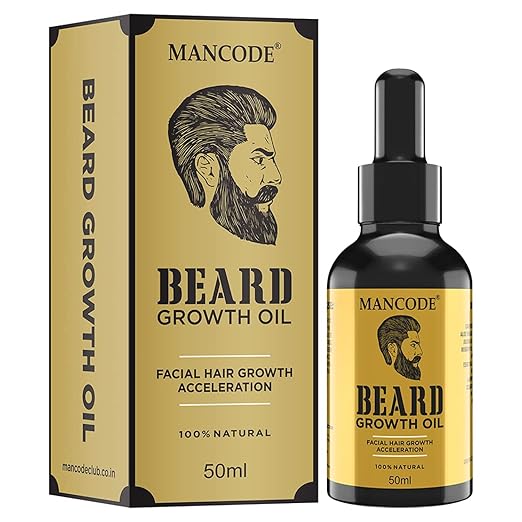 BEARD GROWTH OIL
mancodeclub.co.in
MANCODE®
BEARD
GROWTH OIL
FACIAL HAIR GROWTH
ACCELERATION
100% NATURAL
50ml
MANCODE®
BEARD
GROWTH OIL
FACIAL HAIR GROWTH
ACCELERATION
100% NATURAL
50ml